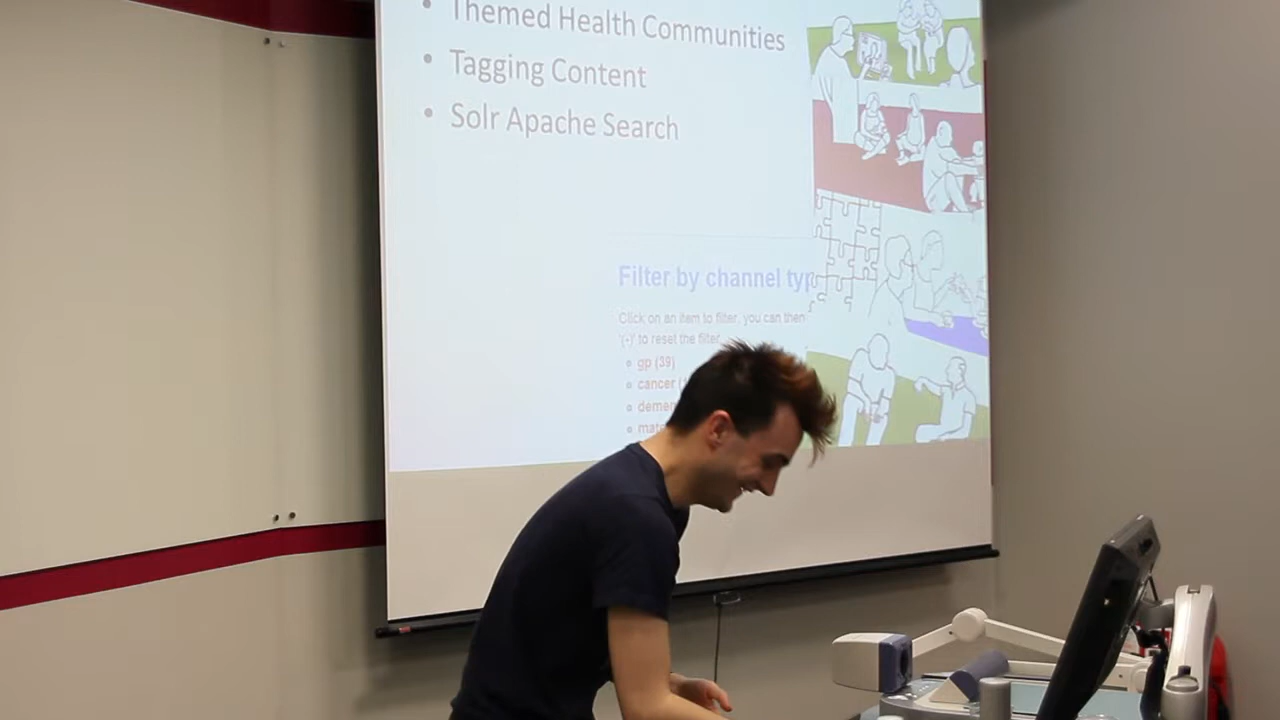 • Themed Health Communities
• Tagging Content
• Solr Apache Search
Filter by channel typ
Click on an item to filter, you can then
'(-)' to reset the filter
gp (39)
cancer